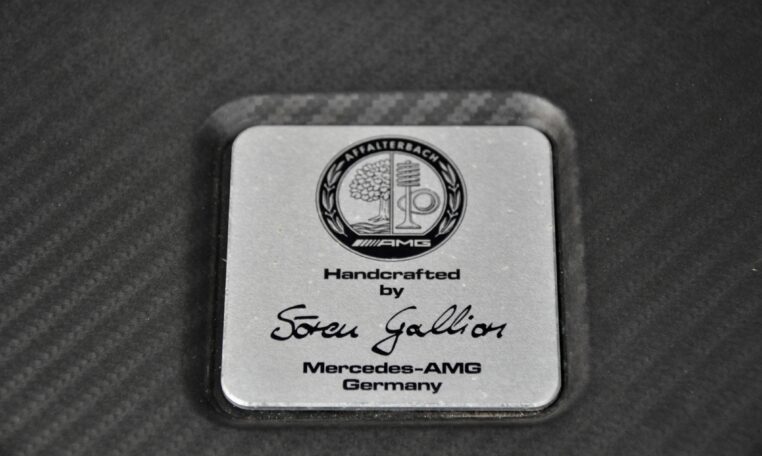 AFFALTERBACH
AMG
Handcrafted
by
Sören Gallion
Mercedes-AMG
Germany